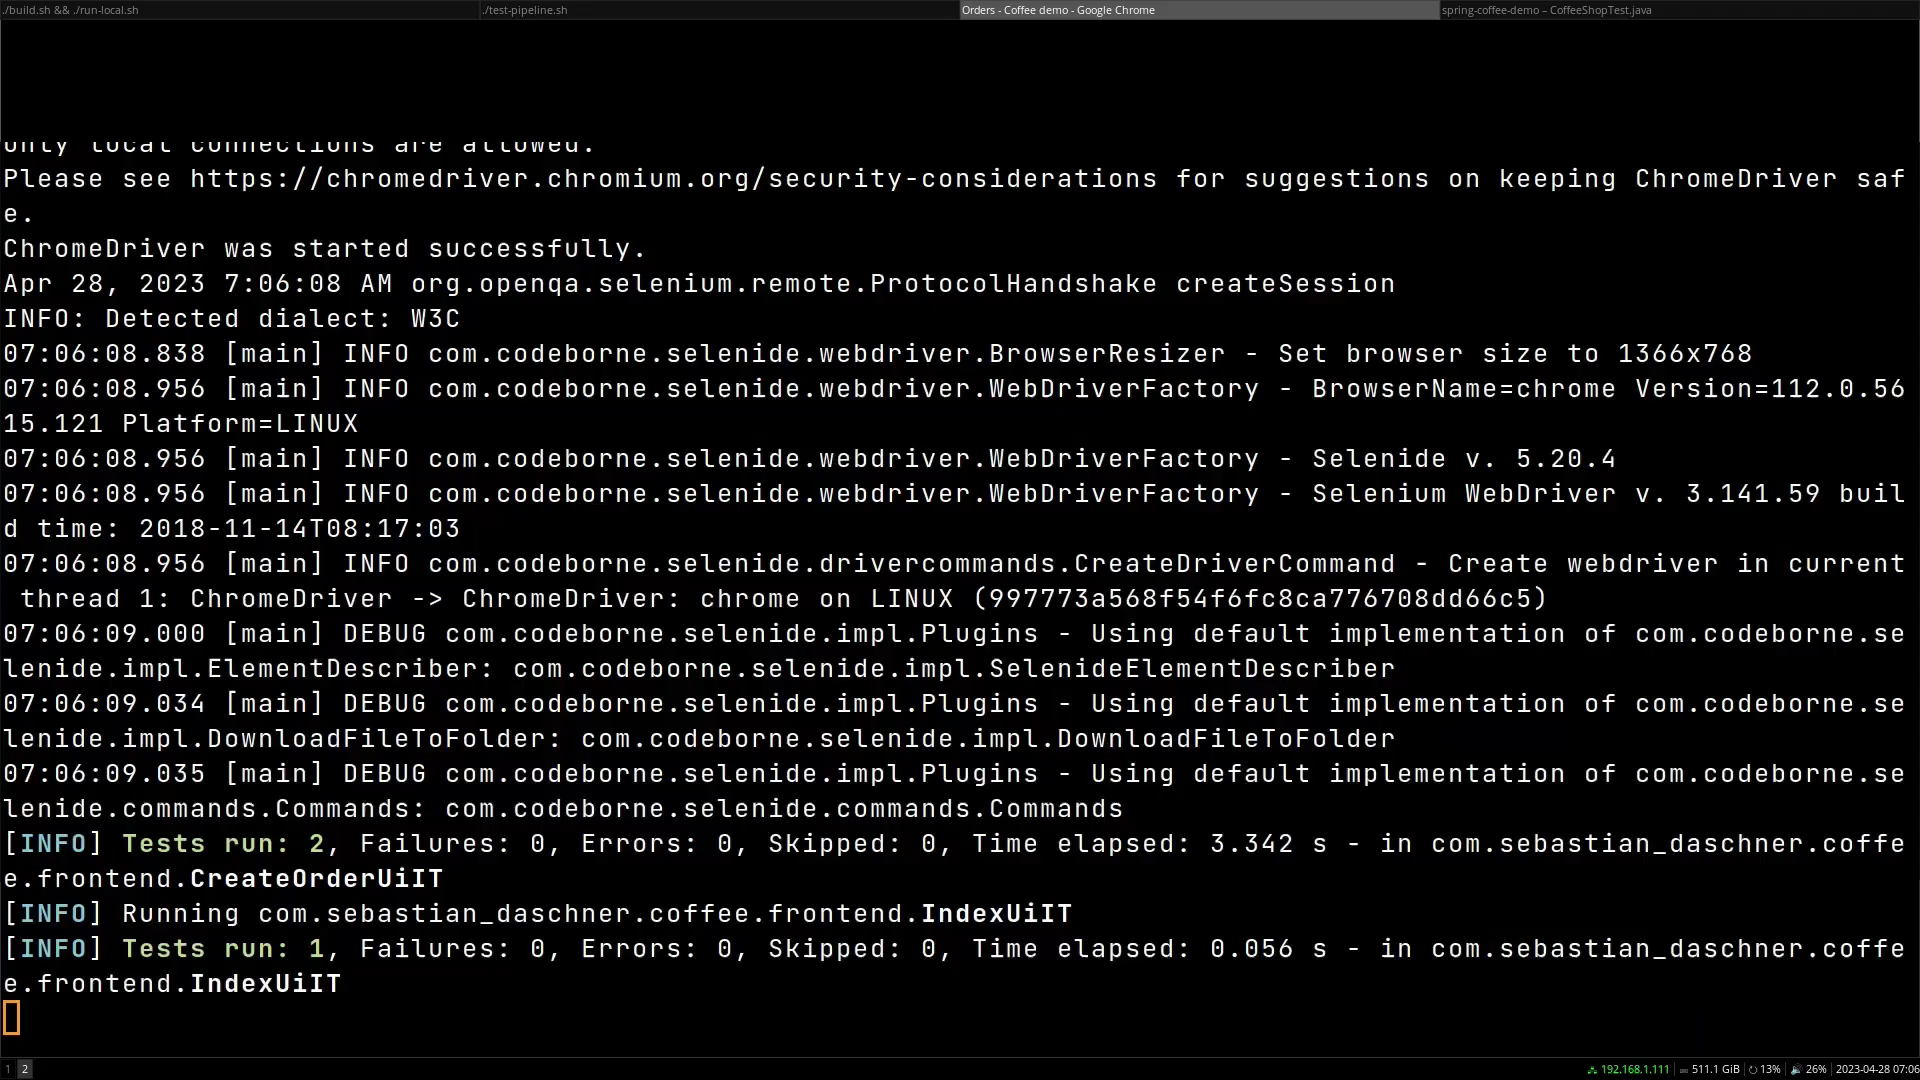 ./build.sh && ./run-local.sh
./test-pipeline.sh
Orders - Coffee demo - Google Chrome
spring-coffee-demo – CoffeeShopTest.java
only local connections are allowed.
Please see https://chromedriver.chromium.org/security-considerations for suggestions on keeping ChromeDriver saf
e.
ChromeDriver was started successfully.
Apr 28, 2023 7:06:08 AM org.openqa.selenium.remote.ProtocolHandshake createSession
INFO: Detected dialect: W3C
07:06:08.838 [main] INFO com.codeborne.selenide.webdriver.BrowserResizer - Set browser size to 1366x768
07:06:08.956 [main] INFO com.codeborne.selenide.webdriver.WebDriverFactory - BrowserName=chrome Version=112.0.56
15.121 Platform=LINUX
07:06:08.956 [main] INFO com.codeborne.selenide.webdriver.WebDriverFactory - Selenide v. 5.20.4
07:06:08.956 [main] INFO com.codeborne.selenide.webdriver.WebDriverFactory - Selenium WebDriver v. 3.141.59 buil
d time: 2018-11-14T08:17:03
07:06:08.956 [main] INFO com.codeborne.selenide.drivercommands.CreateDriverCommand - Create webdriver in current
 thread 1: ChromeDriver -> ChromeDriver: chrome on LINUX (997773a568f54f6fc8ca776708dd66c5)
07:06:09.000 [main] DEBUG com.codeborne.selenide.impl.Plugins - Using default implementation of com.codeborne.se
lenide.impl.ElementDescriber: com.codeborne.selenide.impl.SelenideElementDescriber
07:06:09.034 [main] DEBUG com.codeborne.selenide.impl.Plugins - Using default implementation of com.codeborne.se
lenide.impl.DownloadFileToFolder: com.codeborne.selenide.impl.DownloadFileToFolder
07:06:09.035 [main] DEBUG com.codeborne.selenide.impl.Plugins - Using default implementation of com.codeborne.se
lenide.commands.Commands: com.codeborne.selenide.commands.Commands
[INFO] Tests run: 2, Failures: 0, Errors: 0, Skipped: 0, Time elapsed: 3.342 s - in com.sebastian_daschner.coffe
e.frontend.CreateOrderUiIT
[INFO] Running com.sebastian_daschner.coffee.frontend.IndexUiIT
[INFO] Tests run: 1, Failures: 0, Errors: 0, Skipped: 0, Time elapsed: 0.056 s - in com.sebastian_daschner.coffe
e.frontend.IndexUiIT
1 2
192.168.1.111 511.1 GiB 13% 26% 2023-04-28 07:06